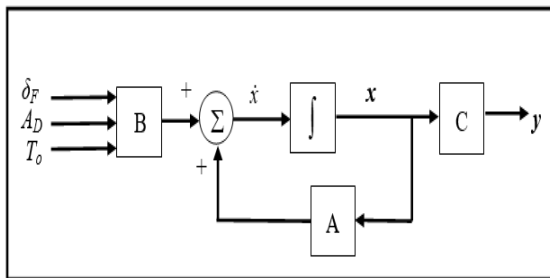 δ_F
A_D
T_o
B
+
Σ
+
ẋ
∫
x
C
y
A